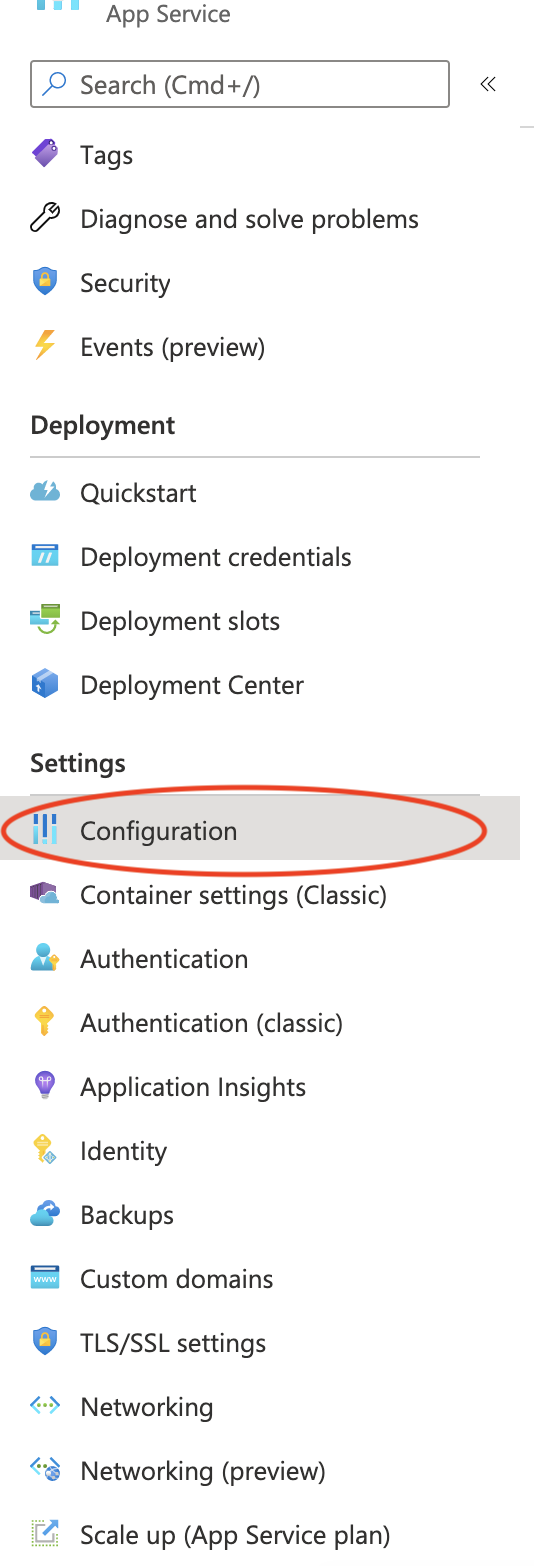 App Service
Search (Cmd+/)
«
Tags
Diagnose and solve problems
Security
Events (preview)
Deployment
Quickstart
Deployment credentials
Deployment slots
Deployment Center
Settings
Configuration
Container settings (Classic)
Authentication
Authentication (classic)
Application Insights
Identity
Backups
www
Custom domains
TLS/SSL settings
Networking
Networking (preview)
Scale up (App Service plan)